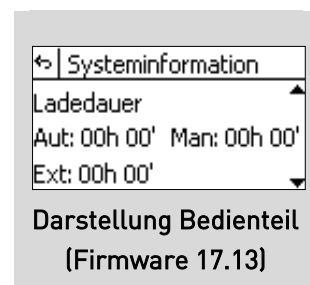 Systeminformation
Ladedauer
Aut: 00h 00' Man: 00h 00'
Ext: 00h 00'
Darstellung Bedienteil
(Firmware 17.13)